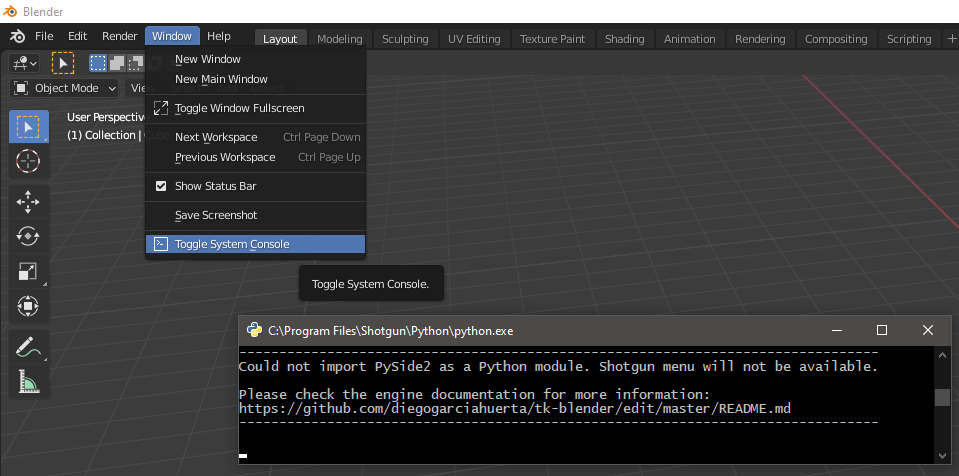 Blender
File Edit Render Window Help Layout Modeling Sculpting UV Editing Texture Paint Shading Animation Rendering Compositing Scripting +
Object Mode
User Perspective
(1) Collection |
New Window
New Main Window
Toggle Window Fullscreen
Next Workspace Ctrl Page Down
Previous Workspace Ctrl Page Up
Show Status Bar
Save Screenshot
Toggle System Console
Toggle System Console.
C:\Program Files\Shotgun\Python\python.exe
--------------------------------------------------------------------------------
Could not import PySide2 as a Python module. Shotgun menu will not be available.
Please check the engine documentation for more information:
https://github.com/diegogarciahuerta/tk-blender/edit/master/README.md
--------------------------------------------------------------------------------